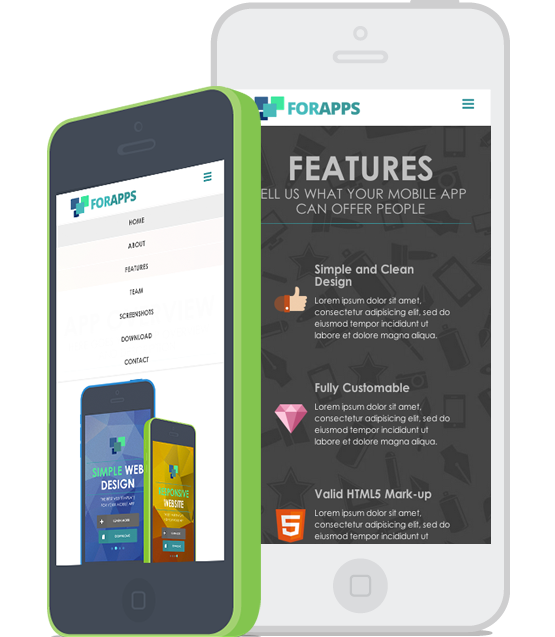 FORAPPS
HOME
ABOUT
FEATURES
TEAM
SCREENSHOTS
DOWNLOAD
CONTACT
SIMPLE WEB
DESIGN
WEBSITE
FORAPPS
FEATURES
ELL US WHAT YOUR MOBILE APP
CAN OFFER PEOPLE
Simple and Clean
Design
Lorem ipsum dolor sit amet,
consectetur adipisicing elit, sed do
eiusmod tempor incididunt ut
labore et dolore magna aliqua.
Fully Customable
Lorem ipsum dolor sit amet,
consectetur adipisicing elit, sed do
eiusmod tempor incididunt ut
labore et dolore magna aliqua.
Valid HTML5 Mark-up
Lorem ipsum dolor sit amet,
consectetur adipisicing elit, sed do
eiusmod tempor incididunt ut